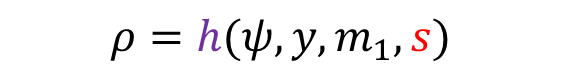 ρ = h(ψ, y, m₁, s)